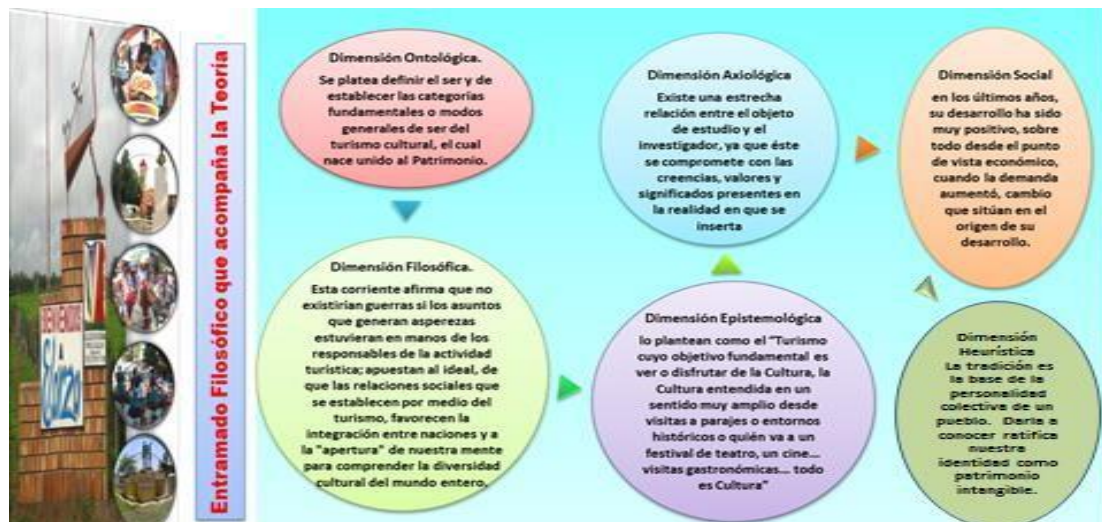 BIENVENIDOS
a
Entramado Filosófico que acompaña la Teoría
Dimensión Ontológica.
Se platea definir el ser y de
establecer las categorías
fundamentales o modos
generales de ser del
turismo cultural, el cual
nace unido al Patrimonio.
Dimensión Filosófica.
Esta corriente afirma que no
existirían guerras si los asuntos
que generan asperezas
estuvieran en manos de los
responsables de la actividad
turística; apuestan al ideal, de
que las relaciones sociales que
se establecen por medio del
turismo, favorecen la
integración entre naciones y a
la "apertura" de nuestra mente
para comprender la diversidad
cultural del mundo entero,
Dimensión Epistemológica
lo plantean como el "Turismo
cuyo objetivo fundamental es
ver o disfrutar de la Cultura, la
Cultura entendida en un
sentido muy amplio desde
visitas a parajes o entornos
históricos o quién va a un
festival de teatro, un cine...
visitas gastronómicas... todo
es Cultura"
Dimensión Axiológica
Existe una estrecha
relación entre el objeto
de estudio y el
investigador, ya que éste
se compromete con las
creencias, valores y
significados presentes en
la realidad en que se
inserta
Dimensión Heurística
La tradición es
la base de la
personalidad
colectiva de un
pueblo. Darla a
conocer ratifica
nuestra
identidad como
patrimonio
intangible.
Dimensión Social
en los últimos años,
su desarrollo ha sido
muy positivo, sobre
todo desde el punto
de vista económico,
cuando la demanda
aumentó, cambio
que sitúan en el
origen de su
desarrollo.